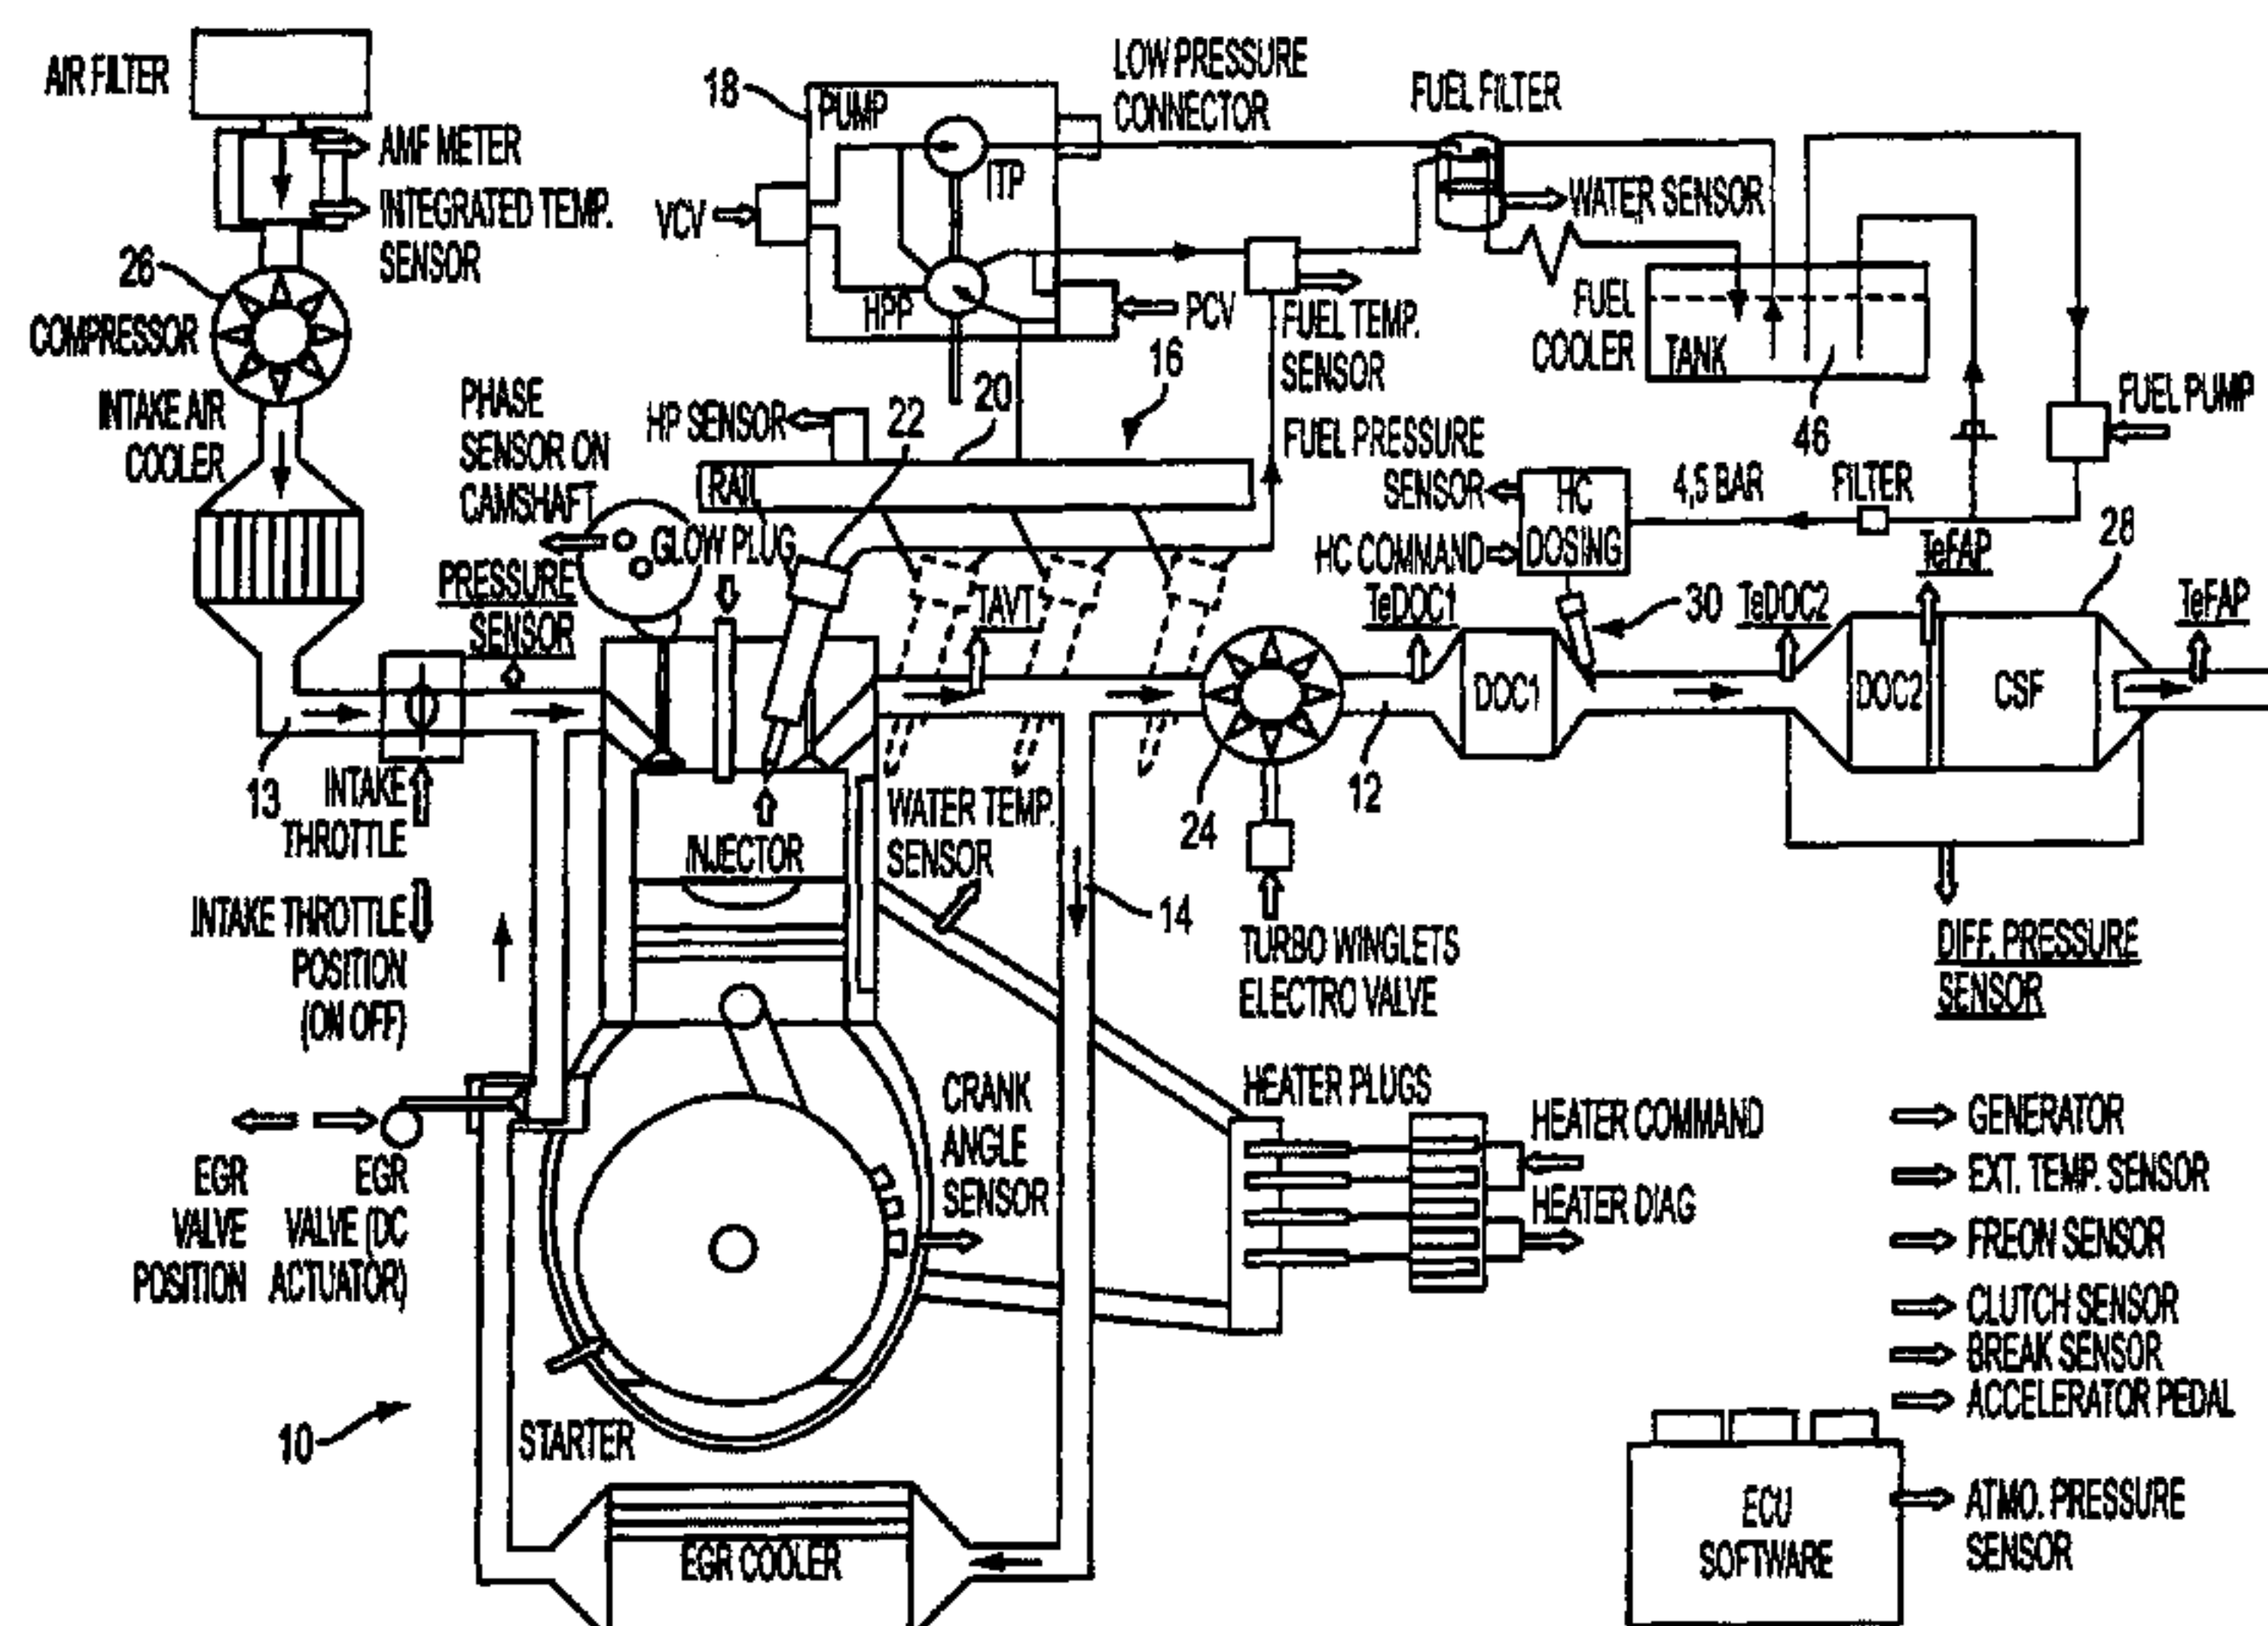 AIR FILTER
AMF METER
INTEGRATED TEMP.
SENSOR
26
COMPRESSOR
INTAKE AIR
COOLER
18
PUMP
LOW PRESSURE
CONNECTOR
ITP
VCV
HPP
PCV
FUEL FILTER
WATER SENSOR
FUEL
COOLER
TANK
46
FUEL PUMP
FUEL TEMP.
SENSOR
16
PHASE
SENSOR ON
CAMSHAFT
HP SENSOR
22
20
RAIL
GLOW PLUG
PRESSURE
SENSOR
FUEL PRESSURE
SENSOR
HC
DOSING
HC COMMAND
4,5 BAR
FILTER
TAVT
TeDOC1
30
TeDOC2
TeFAP
28
TeFAP
DOC1
DOC2
CSF
13
INTAKE
THROTTLE
INTAKE THROTTLE
POSITION
(ON OFF)
INJECTOR
WATER TEMP.
SENSOR
24
12
14
TURBO WINGLETS
ELECTRO VALVE
DIFF. PRESSURE
SENSOR
EGR
VALVE
POSITION
EGR
VALVE (DC
ACTUATOR)
CRANK
ANGLE
SENSOR
HEATER PLUGS
HEATER COMMAND
HEATER DIAG
GENERATOR
EXT. TEMP. SENSOR
FREON SENSOR
CLUTCH SENSOR
BREAK SENSOR
ACCELERATOR PEDAL
10
STARTER
EGR COOLER
ECU
SOFTWARE
ATMO. PRESSURE
SENSOR